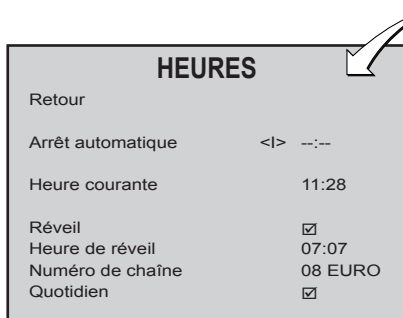 HEURES
Retour
Arrêt automatique <I> --:--
Heure courante 11:28
Réveil ☑
Heure de réveil 07:07
Numéro de chaîne 08 EURO
Quotidien ☑